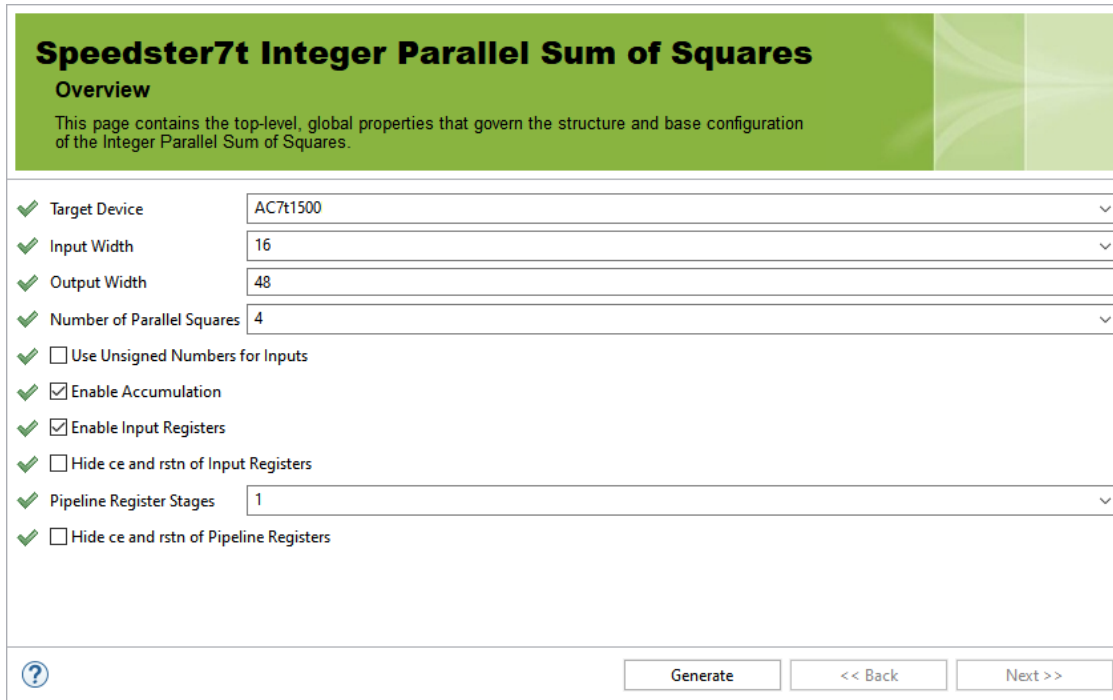 Speedster7t Integer Parallel Sum of Squares
Overview
This page contains the top-level, global properties that govern the structure and base configuration
of the Integer Parallel Sum of Squares.
Target Device AC7t1500
Input Width 16
Output Width 48
Number of Parallel Squares 4
Use Unsigned Numbers for Inputs
Enable Accumulation
Enable Input Registers
Hide ce and rstn of Input Registers
Pipeline Register Stages 1
Hide ce and rstn of Pipeline Registers
? Generate << Back Next >>